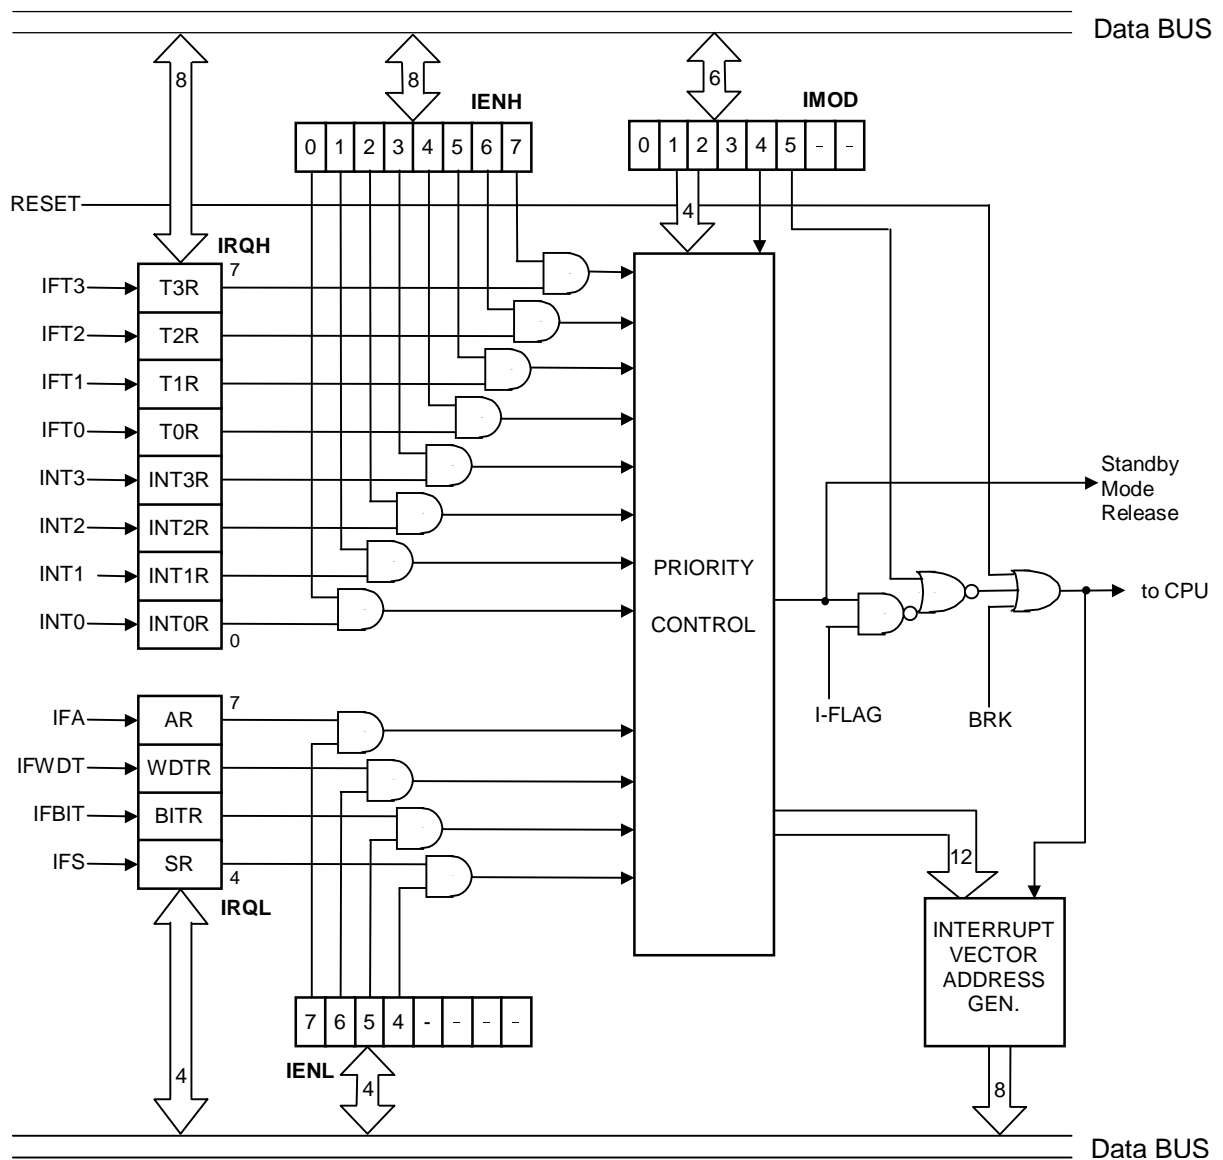 Data BUS
8
8
6
IENH
IMOD
0 1 2 3 4 5 6 7
0 1 2 3 4 5 - -
RESET
4
IRQH
7
IFT3 T3R
IFT2 T2R
IFT1 T1R
IFT0 T0R
INT3 INT3R
INT2 INT2R
INT1 INT1R
INT0 INT0R
0
Standby
Mode
Release
PRIORITY
CONTROL
to CPU
I-FLAG
BRK
7
IFA AR
IFWDT WDTR
IFBIT BITR
IFS SR
4
IRQL
12
INTERRUPT
VECTOR
ADDRESS
GEN.
7 6 5 4 - - - -
IENL
4
4
8
Data BUS